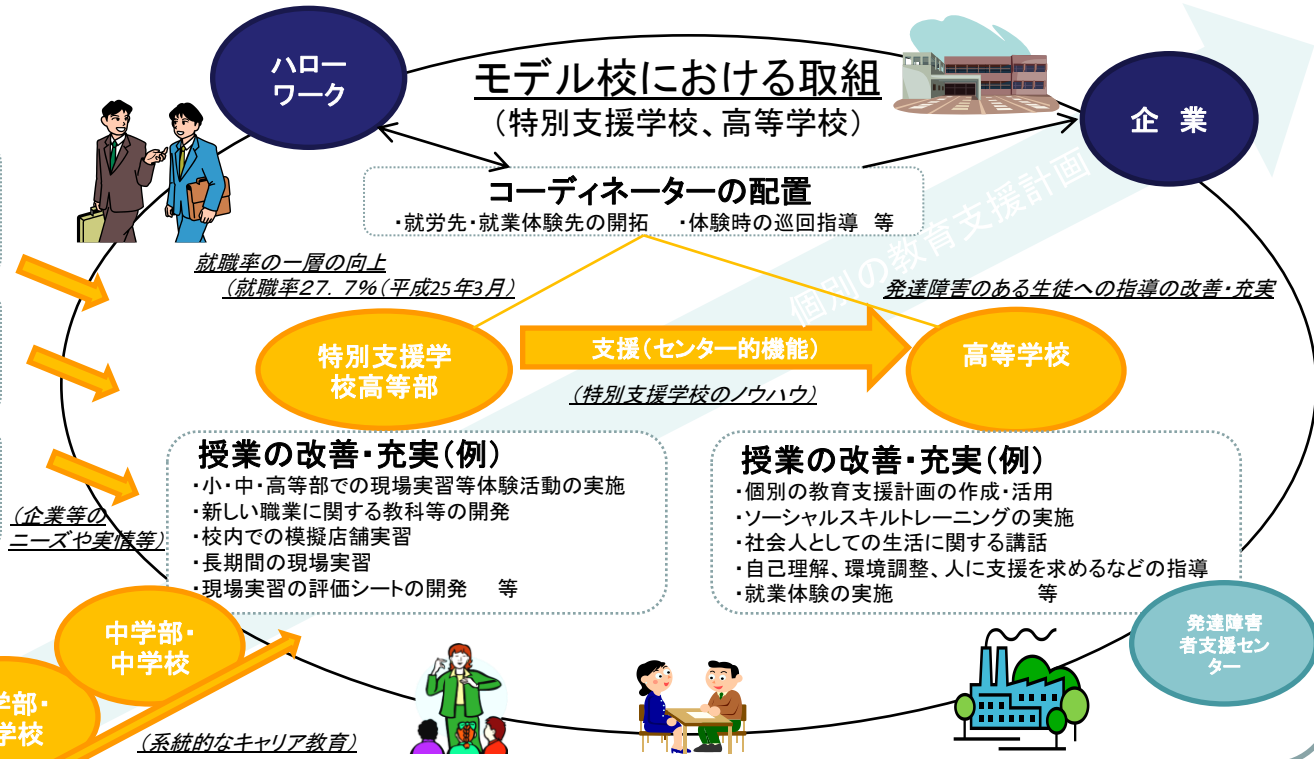 ハロー
ワーク
モデル校における取組
（特別支援学校、高等学校）
企　業
コーディネーターの配置
・就労先・就業体験先の開拓　・体験時の巡回指導　等
個別の教育支援計画
就職率の一層の向上
（就職率２７．７％（平成25年3月）
発達障害のある生徒への指導の改善・充実
特別支援学
校高等部
支援（センター的機能）
（特別支援学校のノウハウ）
高等学校
授業の改善・充実（例）
・小・中・高等部での現場実習等体験活動の実施
・新しい職業に関する教科等の開発
・校内での模擬店舗実習
・長期間の現場実習
・現場実習の評価シートの開発　等
授業の改善・充実（例）
・個別の教育支援計画の作成・活用
・ソーシャルスキルトレーニングの実施
・社会人としての生活に関する講話
・自己理解、環境調整、人に支援を求めるなどの指導
・就業体験の実施　等
（企業等の
ニーズや実情等）
中学部・
中学校
学部・
学校
発達障害
者支援セン
ター
（系統的なキャリア教育）